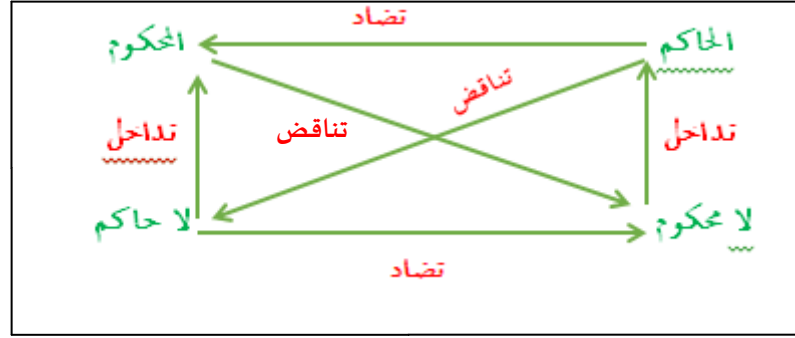 تضاد
الحاكم
المحكوم
تناقض
تناقض
تداخل
تداخل
لا محكوم
لا حاكم
تضاد